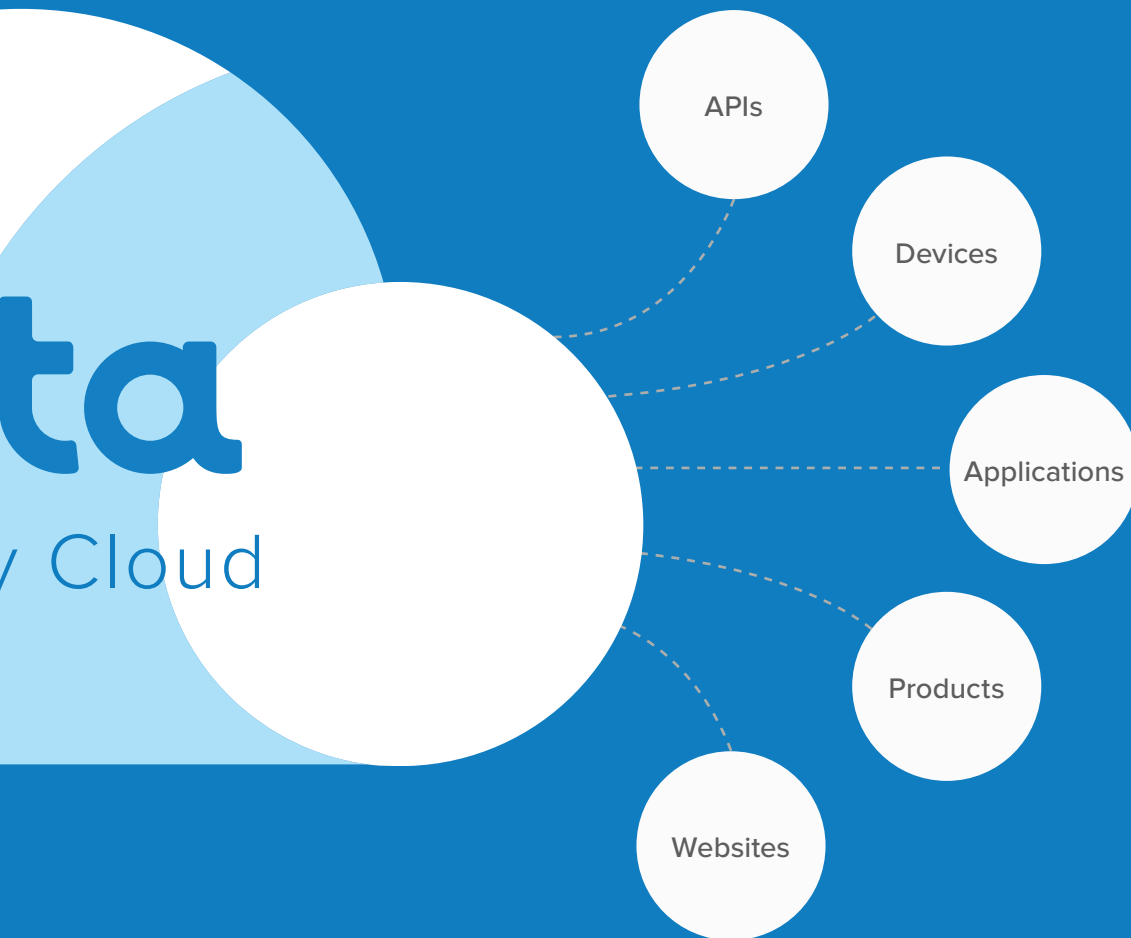 ta
y Cloud
APIs
Devices
Applications
Products
Websites